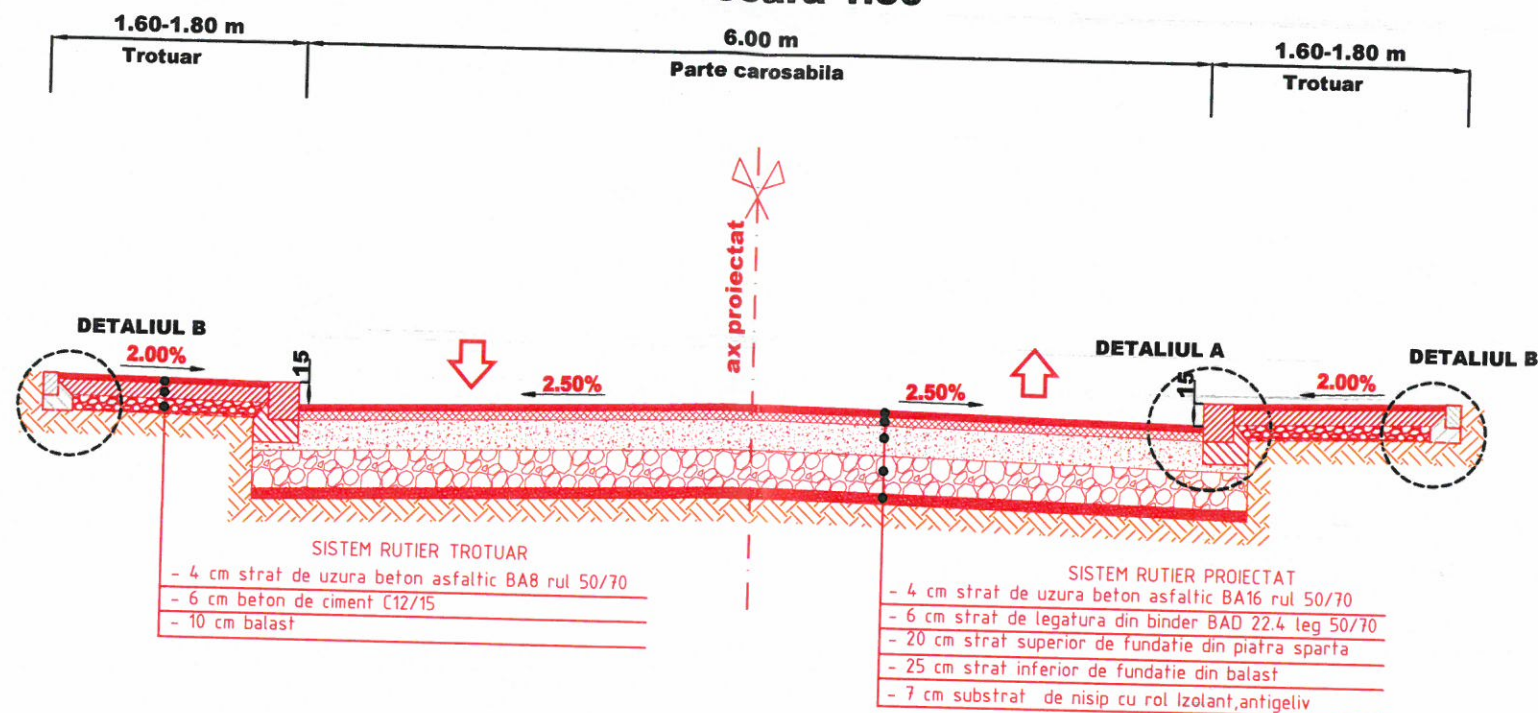 1.60-1.80 m
Trotuar
6.00 m
Parte carosabila
1.60-1.80 m
Trotuar
ax proiectat
DETALIUL B
2.00%
15
2.50%
2.50%
DETALIUL A
15
2.00%
DETALIUL B
SISTEM RUTIER TROTUAR
- 4 cm strat de uzura beton asfaltic BA8 rul 50/70
- 6 cm beton de ciment C12/15
- 10 cm balast
SISTEM RUTIER PROIECTAT
- 4 cm strat de uzura beton asfaltic BA16 rul 50/70
- 6 cm strat de legatura din binder BAD 22.4 leg 50/70
- 20 cm strat superior de fundatie din piatra sparta
- 25 cm strat inferior de fundatie din balast
- 7 cm substrat de nisip cu rol Izolant,antigeliv